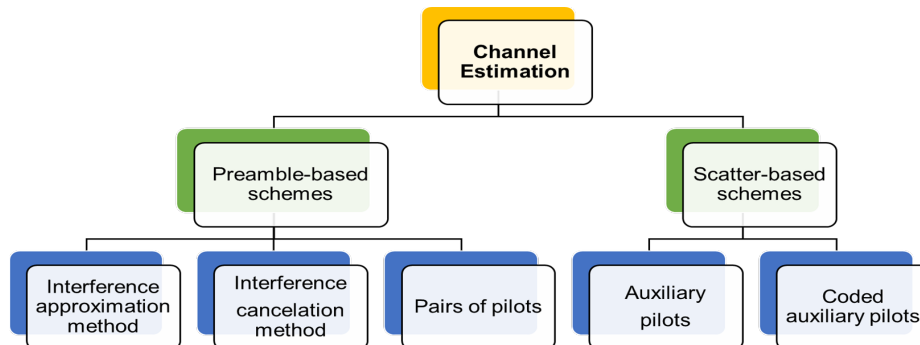 Channel
Estimation
Preamble-based
schemes
Scatter-based
schemes
Interference
approximation
method
Interference
cancelation
method
Pairs of pilots
Auxiliary
pilots
Coded
auxiliary pilots